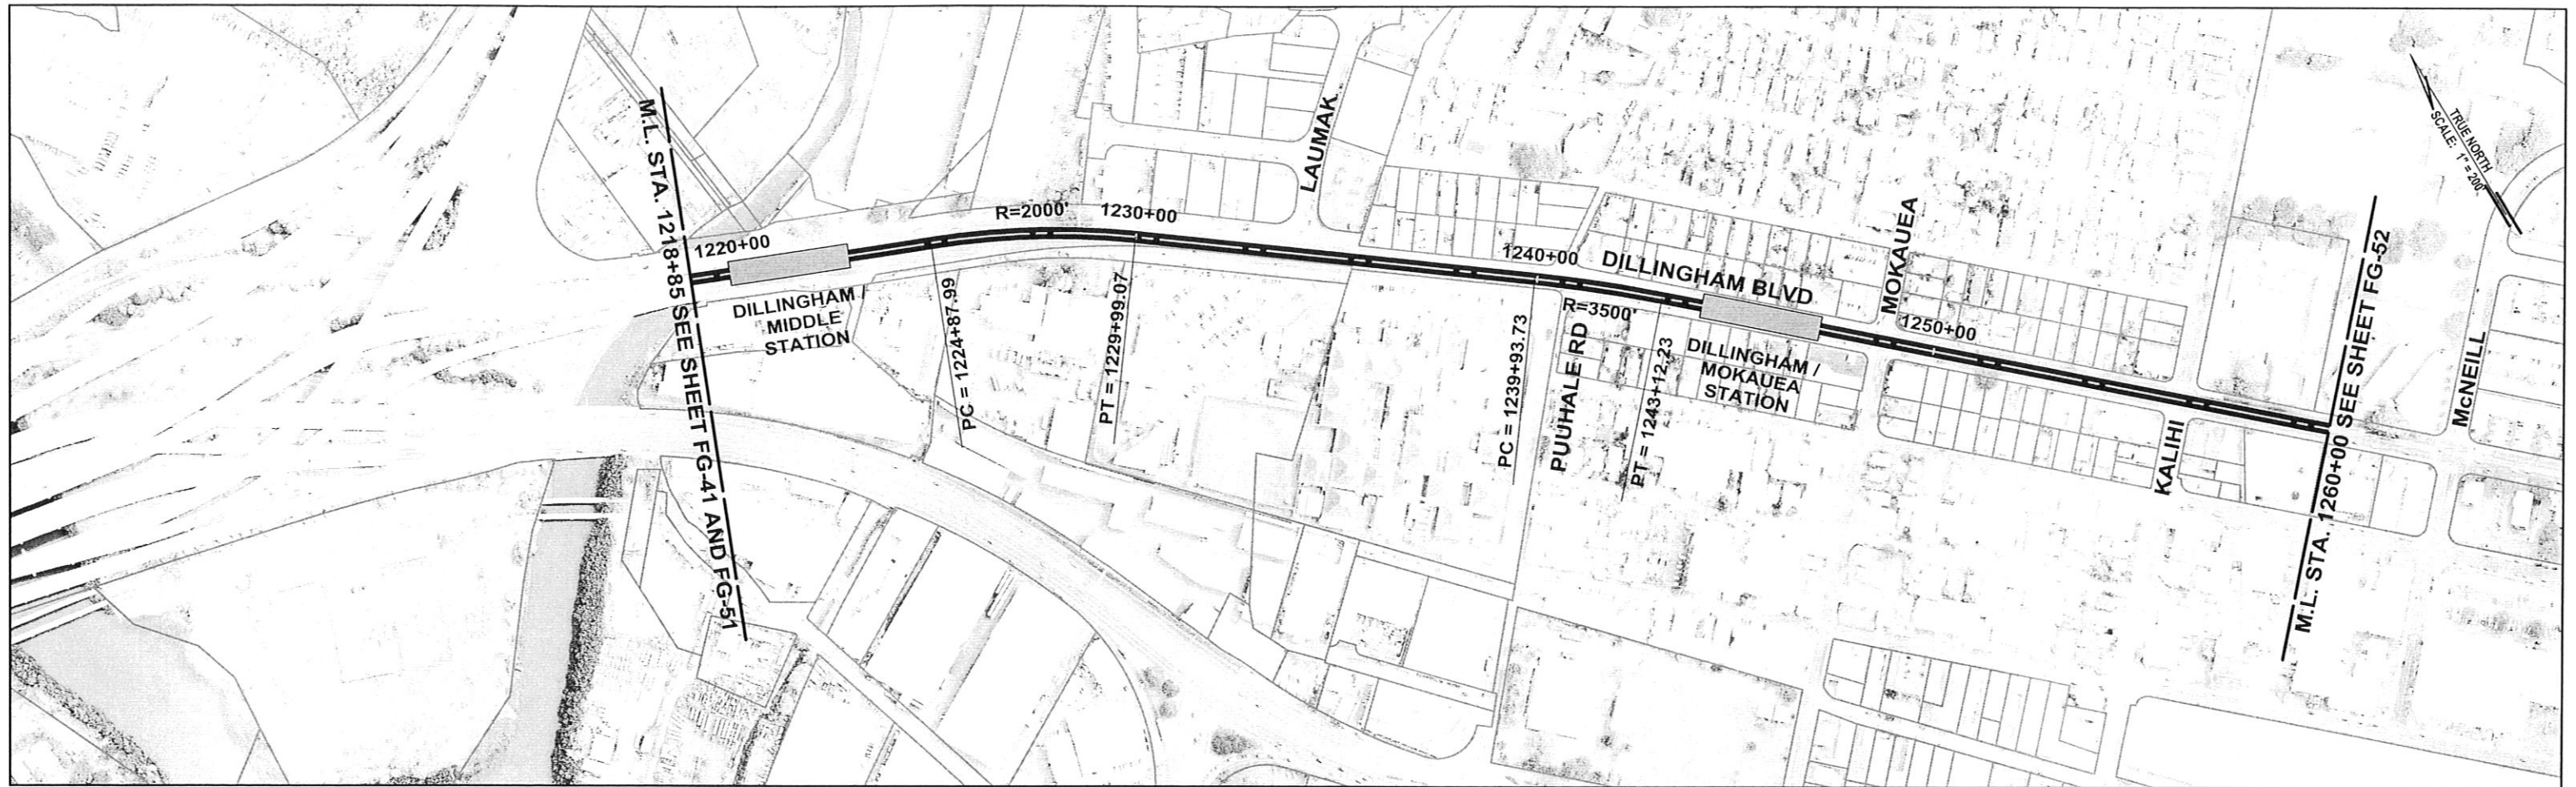 M.L. STA. 1218+85 SEE SHEET FG-41 AND FG-51
1220+00
DILLINGHAM /
MIDDLE
STATION
PC = 1224+87.99
R=2000'
1230+00
PT = 1229+99.07
LAUMAK
1240+00
PC = 1239+93.73
R=3500'
PUUHALE RD
DILLINGHAM BLVD
PT = 1243+12.23
DILLINGHAM /
MOKAUEA
STATION
MOKAUEA
1250+00
KALIHI
M.L. STA. 1260+00 SEE SHEET FG-52
McNEILL
TRUE NORTH
SCALE: 1" = 200'